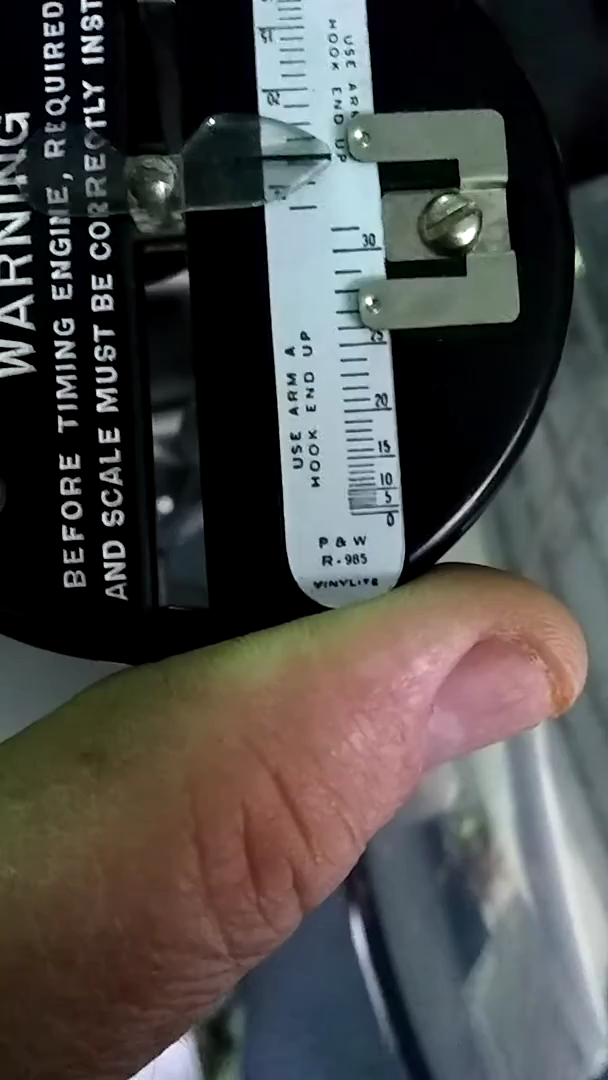 WARNING
BEFORE TIMING ENGINE, REQUIRED
AND SCALE MUST BE CORRECTLY INST
USE ARM A
HOOK END UP
USE AR
HOOK END UP
30
25
20
15
10
5
0
P & W
R-985
VINYLITE